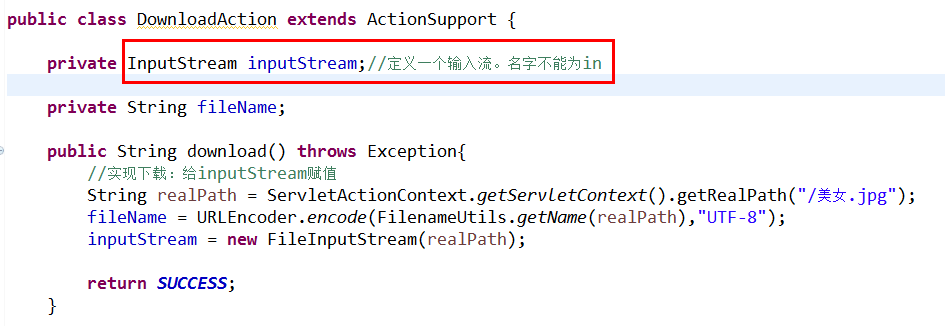 public class DownloadAction extends ActionSupport {
private InputStream inputStream;//定义一个输入流。名字不能为in
private String fileName;
public String download() throws Exception{
//实现下载：给inputStream赋值
String realPath = ServletActionContext.getServletContext().getRealPath("/美女.jpg");
fileName = URLEncoder.encode(FilenameUtils.getName(realPath),"UTF-8");
inputStream = new FileInputStream(realPath);
return SUCCESS;
}